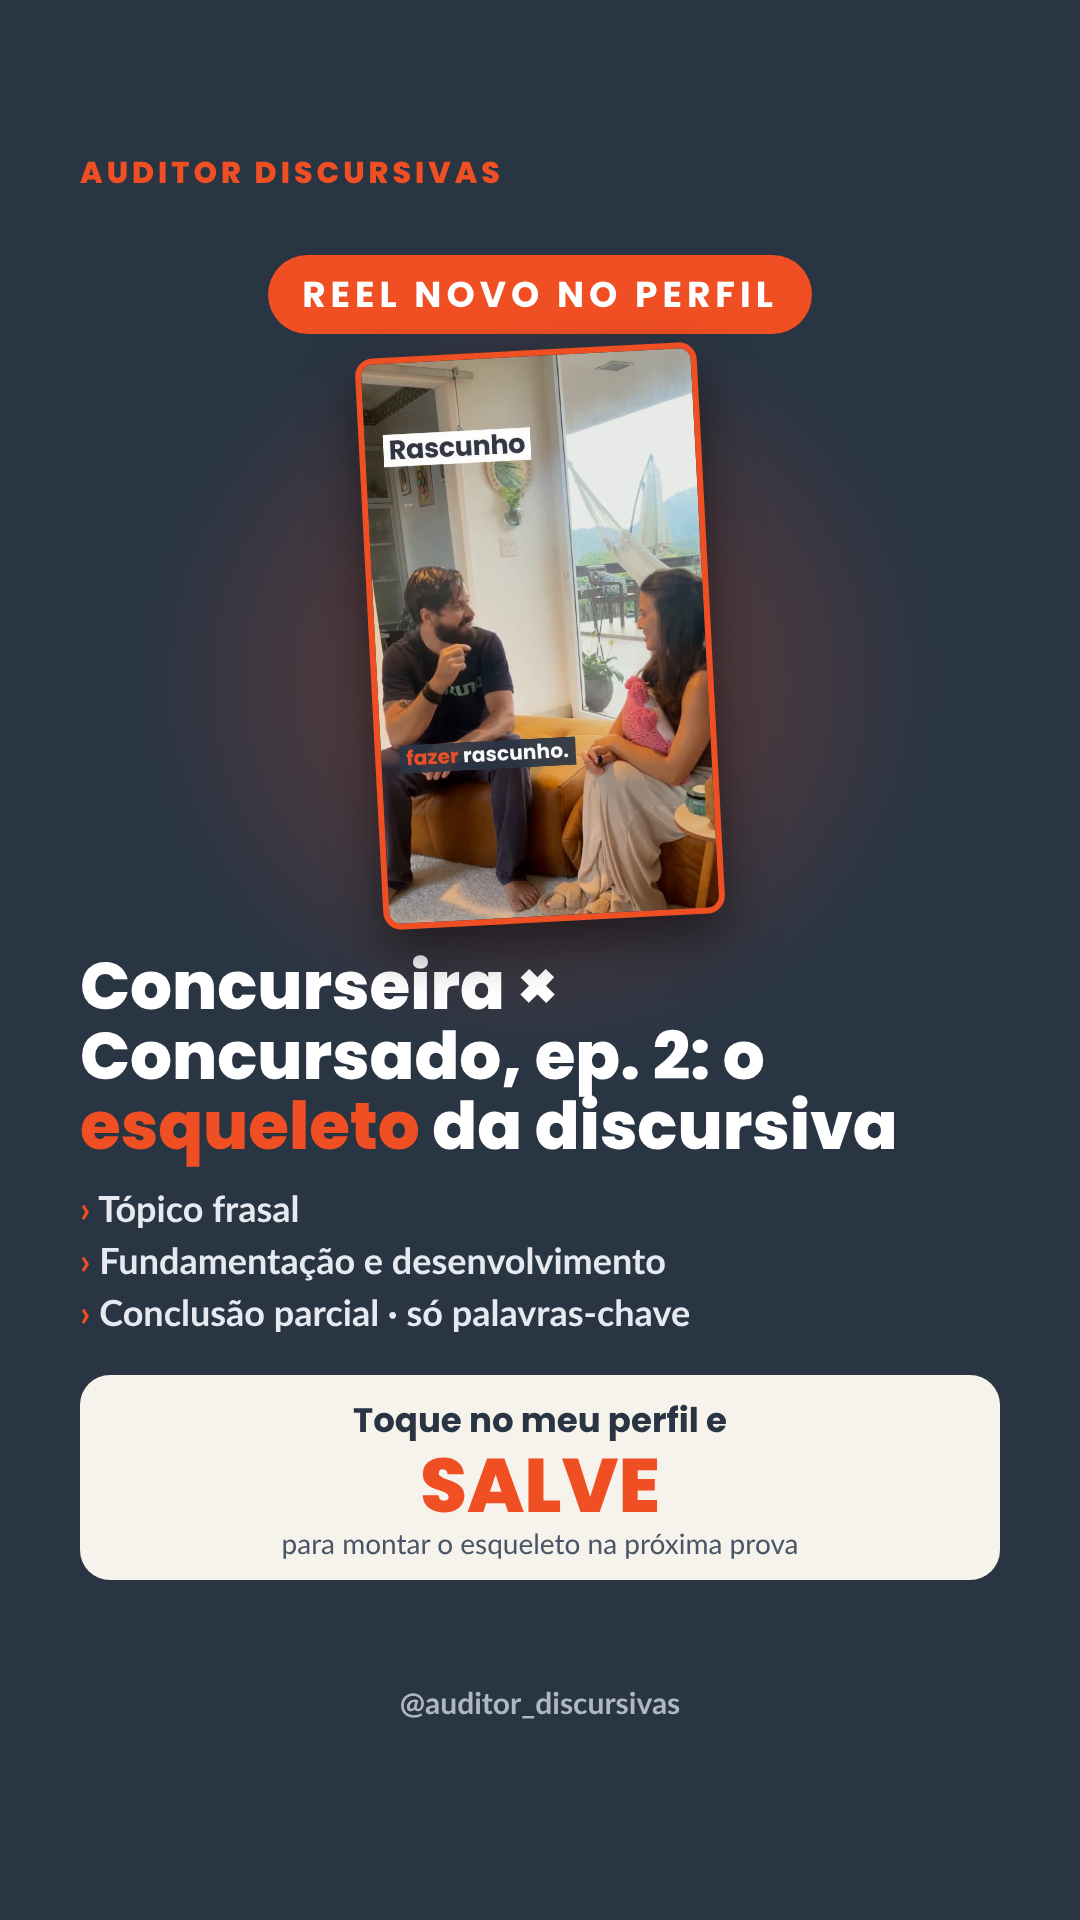 AUDITOR DISCURSIVAS
REEL NOVO NO PERFIL
Rascunho
fazer rascunho.
Concurseira ×
Concursado, ep. 2: o
esqueleto da discursiva
› Tópico frasal
› Fundamentação e desenvolvimento
› Conclusão parcial · só palavras-chave
Toque no meu perfil e
SALVE
para montar o esqueleto na próxima prova
@auditor_discursivas